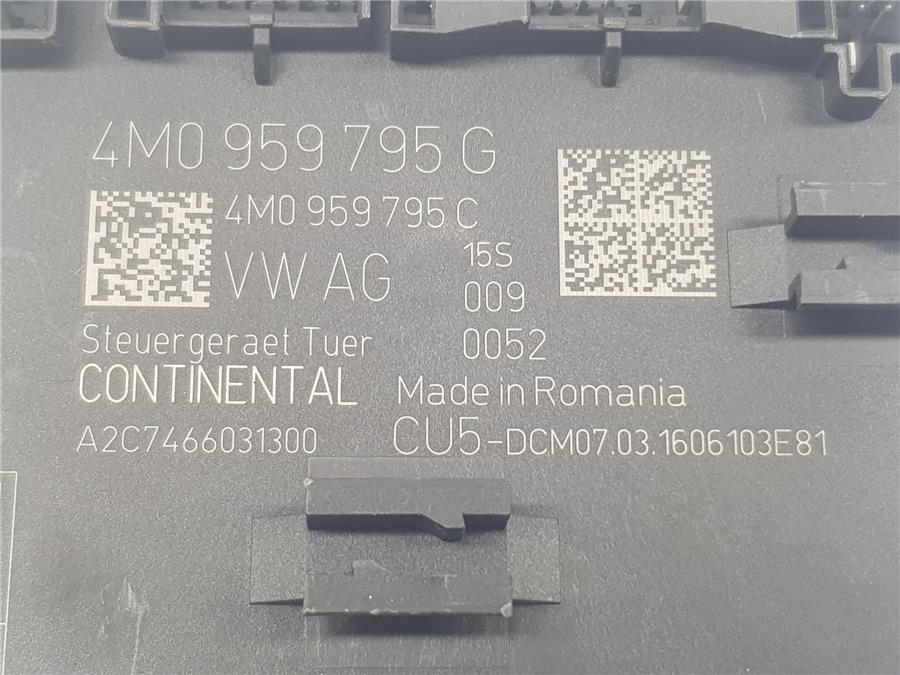 4M0 959 795 G
4M0 959 795 C
VW AG
15S
009
0052
Steuergeraet Tuer
CONTINENTAL Made in Romania
A2C7466031300 CU5-DCM07.03.1606103E81